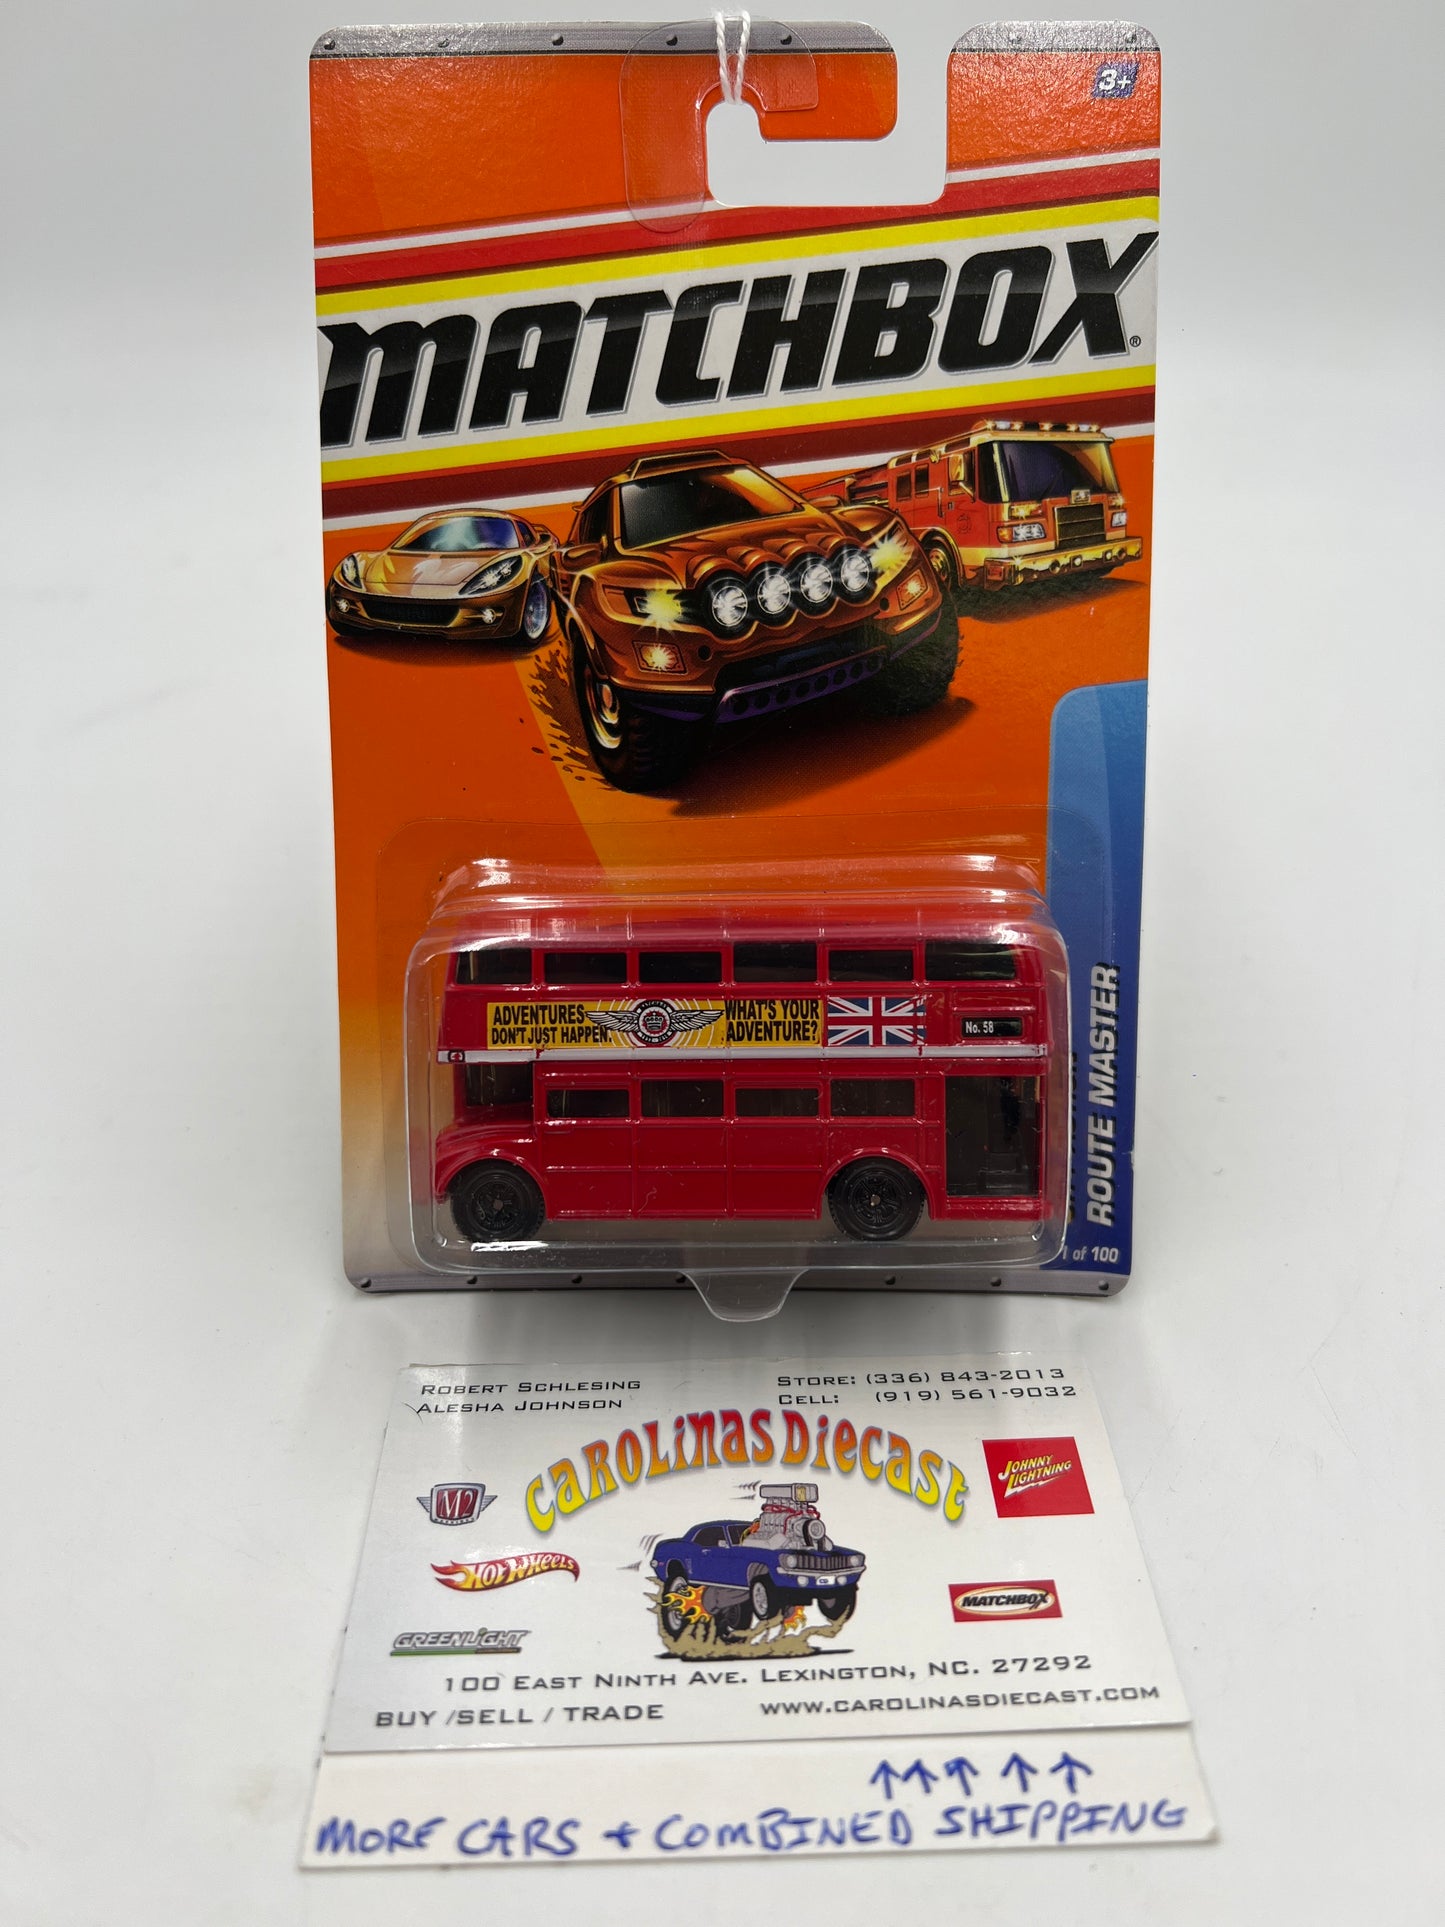 3+
MATCHBOX®
ADVENTURES
DON'T JUST HAPPEN.
WHAT'S YOUR
ADVENTURE?
No. 58
ROUTE MASTER
1 of 100
ROBERT SCHLESING
ALESHA JOHNSON
STORE: (336) 843-2013
CELL: (919) 561-9032
CAROLINAS DIECAST
M2
JOHNNY
LIGHTNING
HOT WHEELS
MATCHBOX
GREENLIGHT
100 EAST NINTH AVE. LEXINGTON, NC. 27292
BUY /SELL / TRADE
WWW.CAROLINASDIECAST.COM
↑↑↑ ↑ ↑
MORE CARS + COMBINED SHIPPING